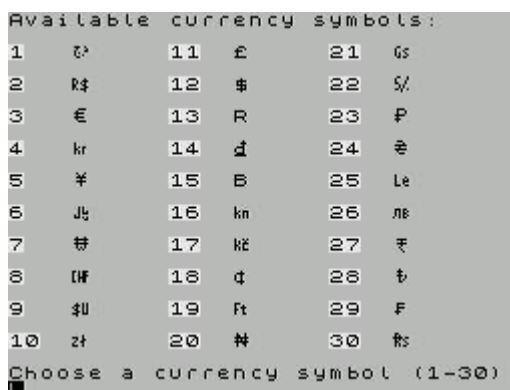 Available currency symbols:
1 11 £ 21 Gs
2 R$ 12 $ 22 S/.
3 € 13 R 23 ₽
4 kr 14 ₫ 24 ₴
5 ¥ 15 B 25 Le
6 16 kn 26 лв
7 ₩ 17 kč 27 ₹
8 CHF 18 ₡ 28 ₺
9 $U 19 Ft 29 ₣
10 zł 20 ₦ 30 ₨
Choose a currency symbol (1-30)